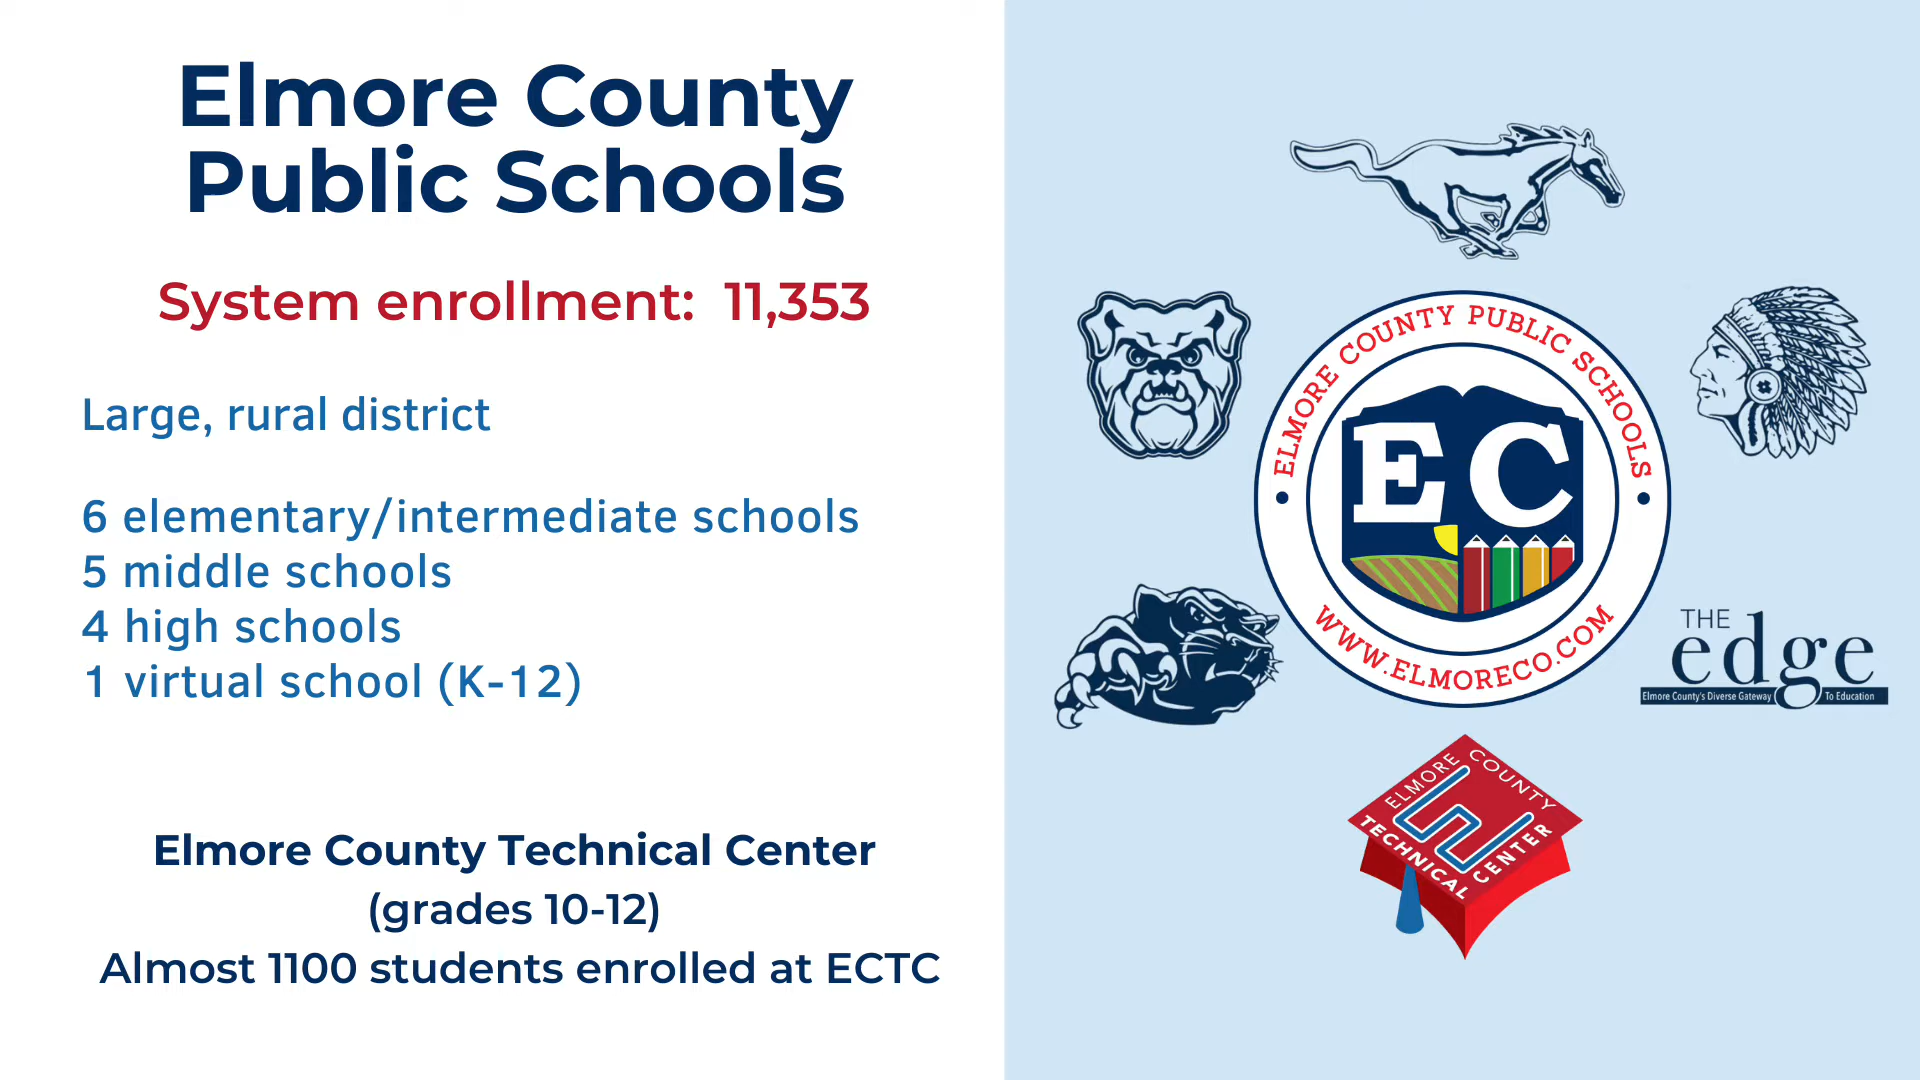 Elmore County
Public Schools
System enrollment: 11,353
Large, rural district
6 elementary/intermediate schools
5 middle schools
4 high schools
1 virtual school (K-12)
Elmore County Technical Center
(grades 10-12)
Almost 1100 students enrolled at ECTC
ELMORE COUNTY PUBLIC SCHOOLS
EC
WWW.ELMORECO.COM
THE
edge
Elmore County's Diverse Gateway To Education
ELMORE COUNTY
TECHNICAL CENTER